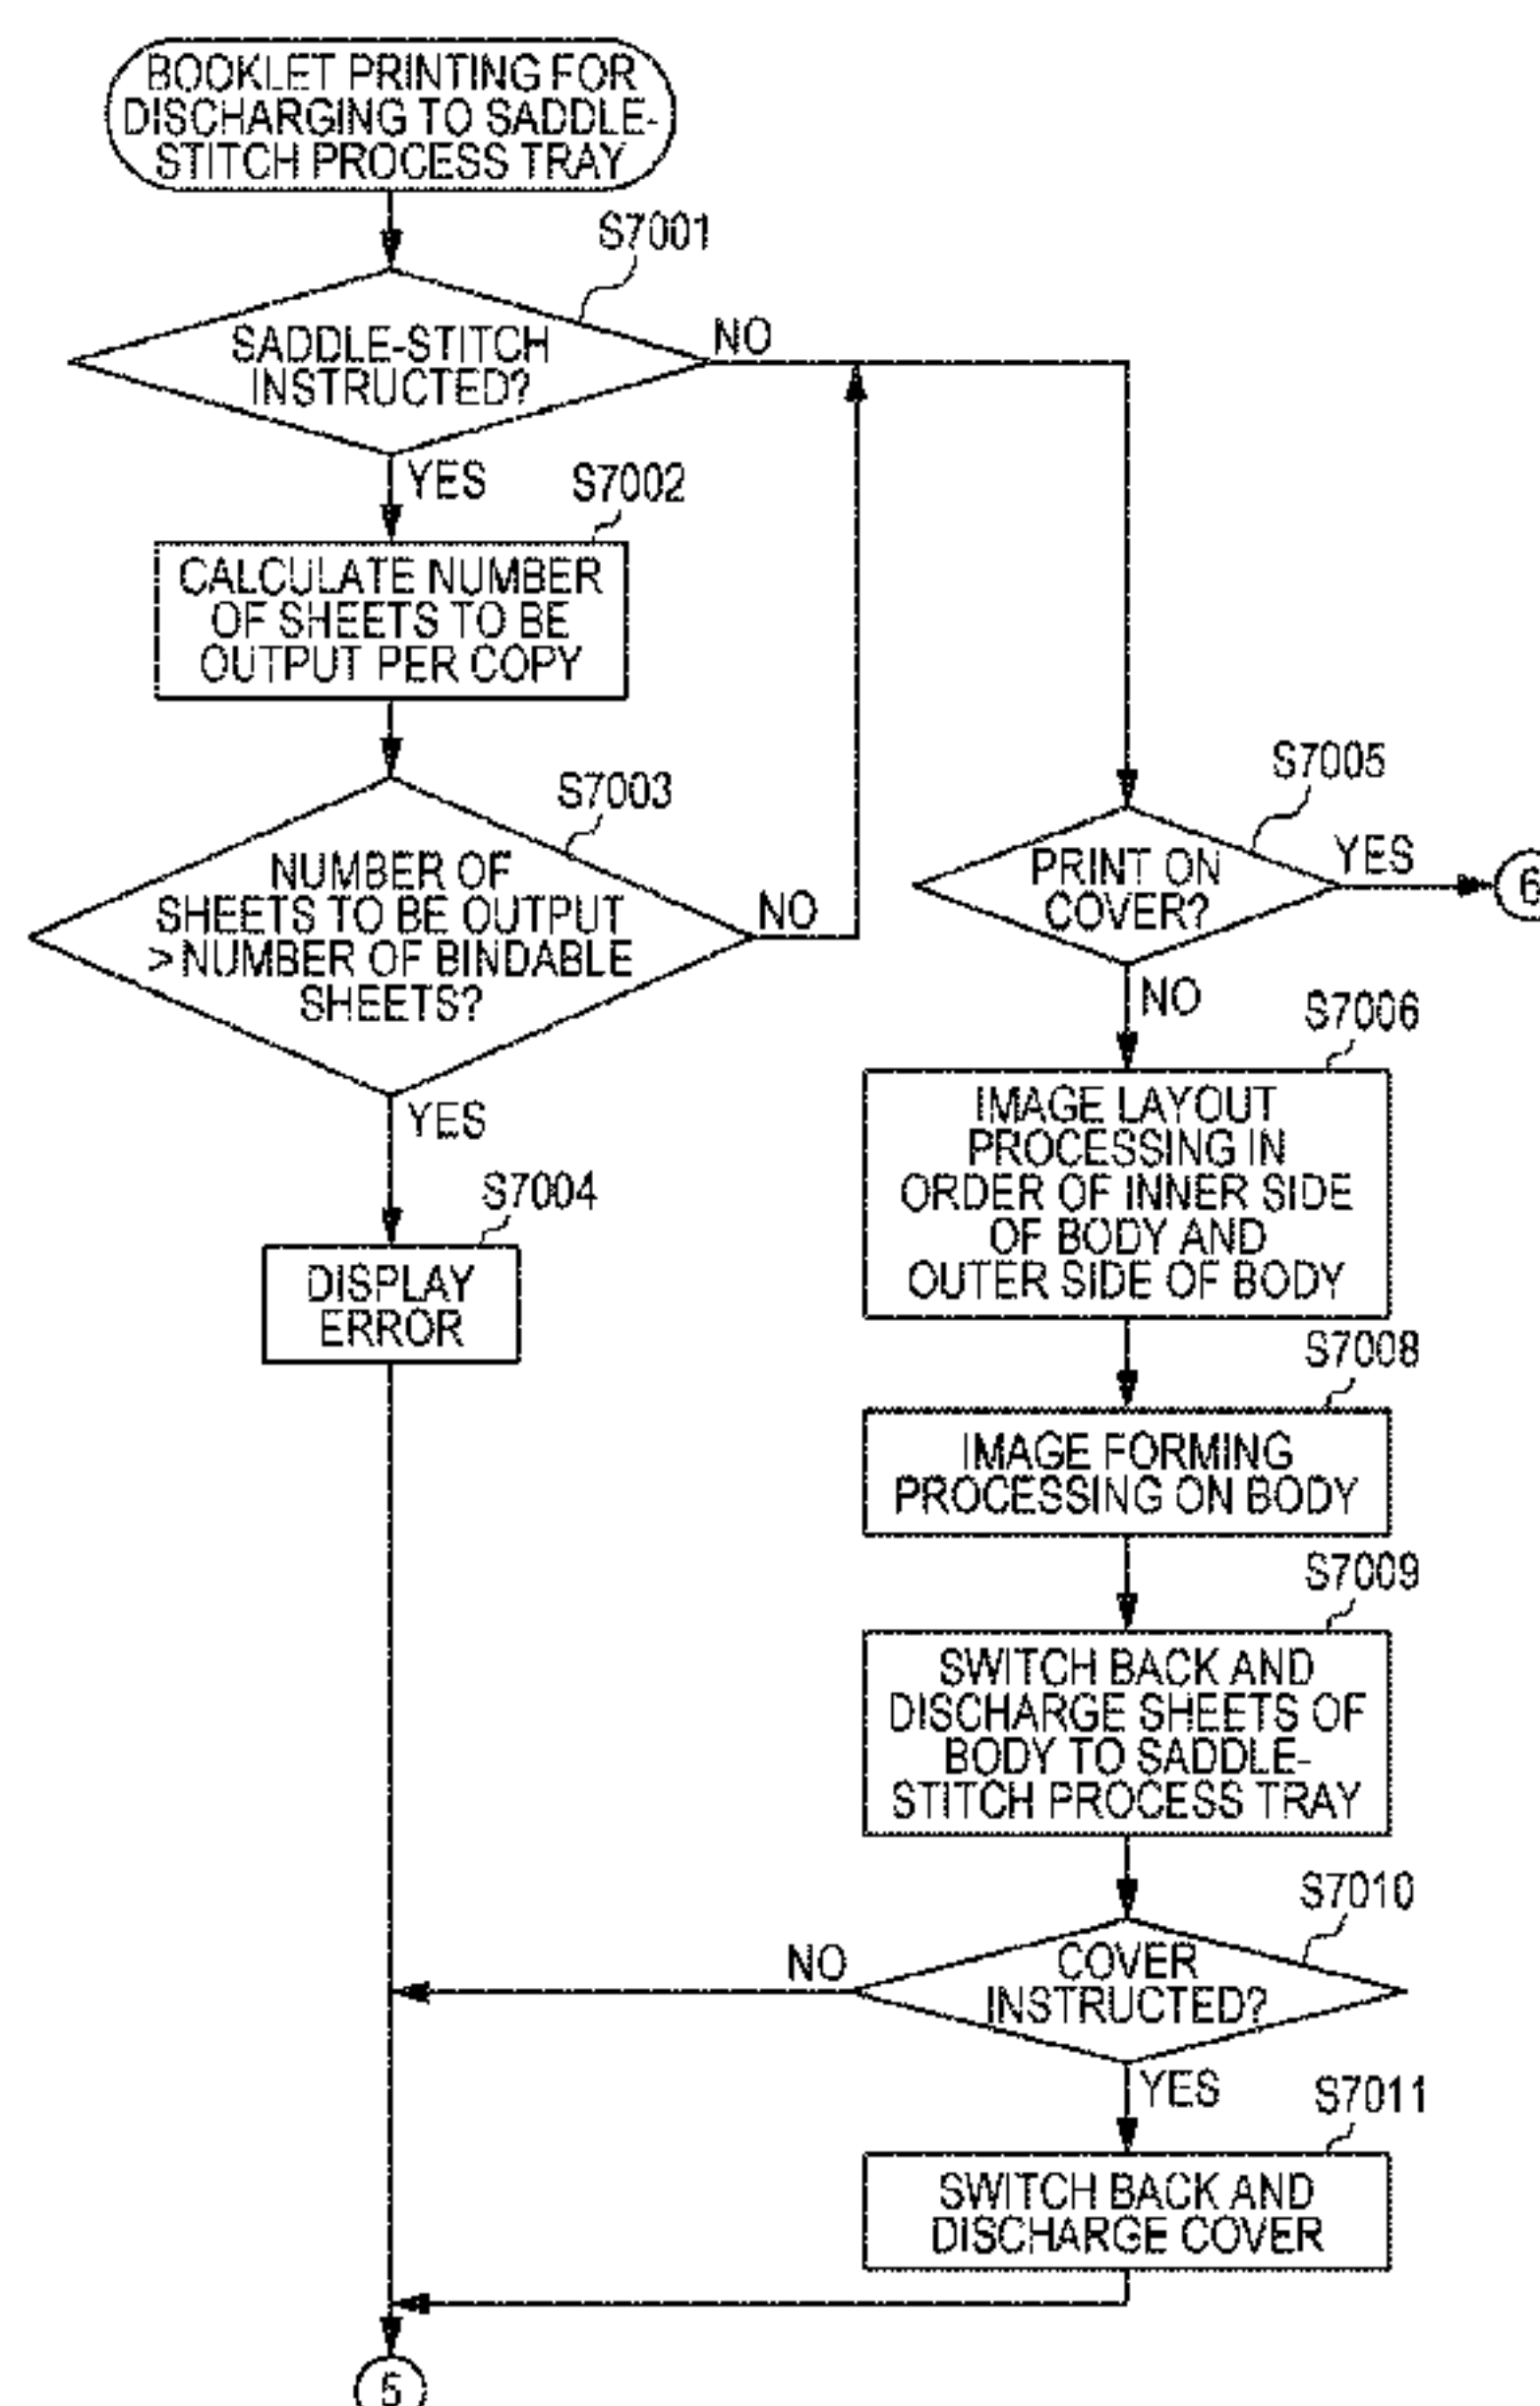 BOOKLET PRINTING FOR
DISCHARGING TO SADDLE-
STITCH PROCESS TRAY
S7001
SADDLE-STITCH
INSTRUCTED?
NO
YES
S7002
CALCULATE NUMBER
OF SHEETS TO BE
OUTPUT PER COPY
S7003
NUMBER OF
SHEETS TO BE OUTPUT
> NUMBER OF BINDABLE
SHEETS?
NO
YES
S7004
DISPLAY
ERROR
S7005
PRINT ON
COVER?
YES
6
NO
S7006
IMAGE LAYOUT
PROCESSING IN
ORDER OF INNER SIDE
OF BODY AND
OUTER SIDE OF BODY
S7008
IMAGE FORMING
PROCESSING ON BODY
S7009
SWITCH BACK AND
DISCHARGE SHEETS OF
BODY TO SADDLE-
STITCH PROCESS TRAY
S7010
COVER
INSTRUCTED?
NO
YES
S7011
SWITCH BACK AND
DISCHARGE COVER
5